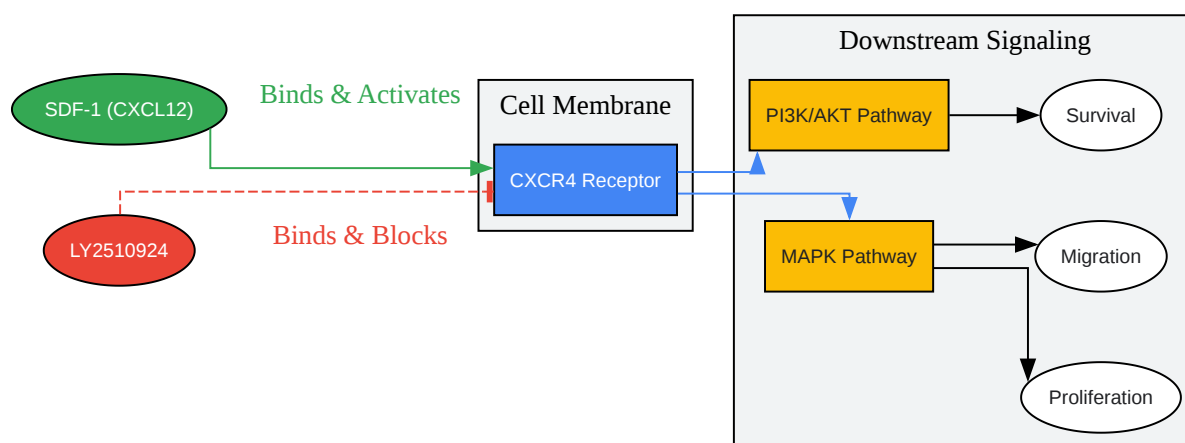 Downstream Signaling
SDF-1 (CXCL12)
Binds & Activates
Cell Membrane
PI3K/AKT Pathway
Survival
CXCR4 Receptor
LY2510924
Binds & Blocks
MAPK Pathway
Migration
Proliferation